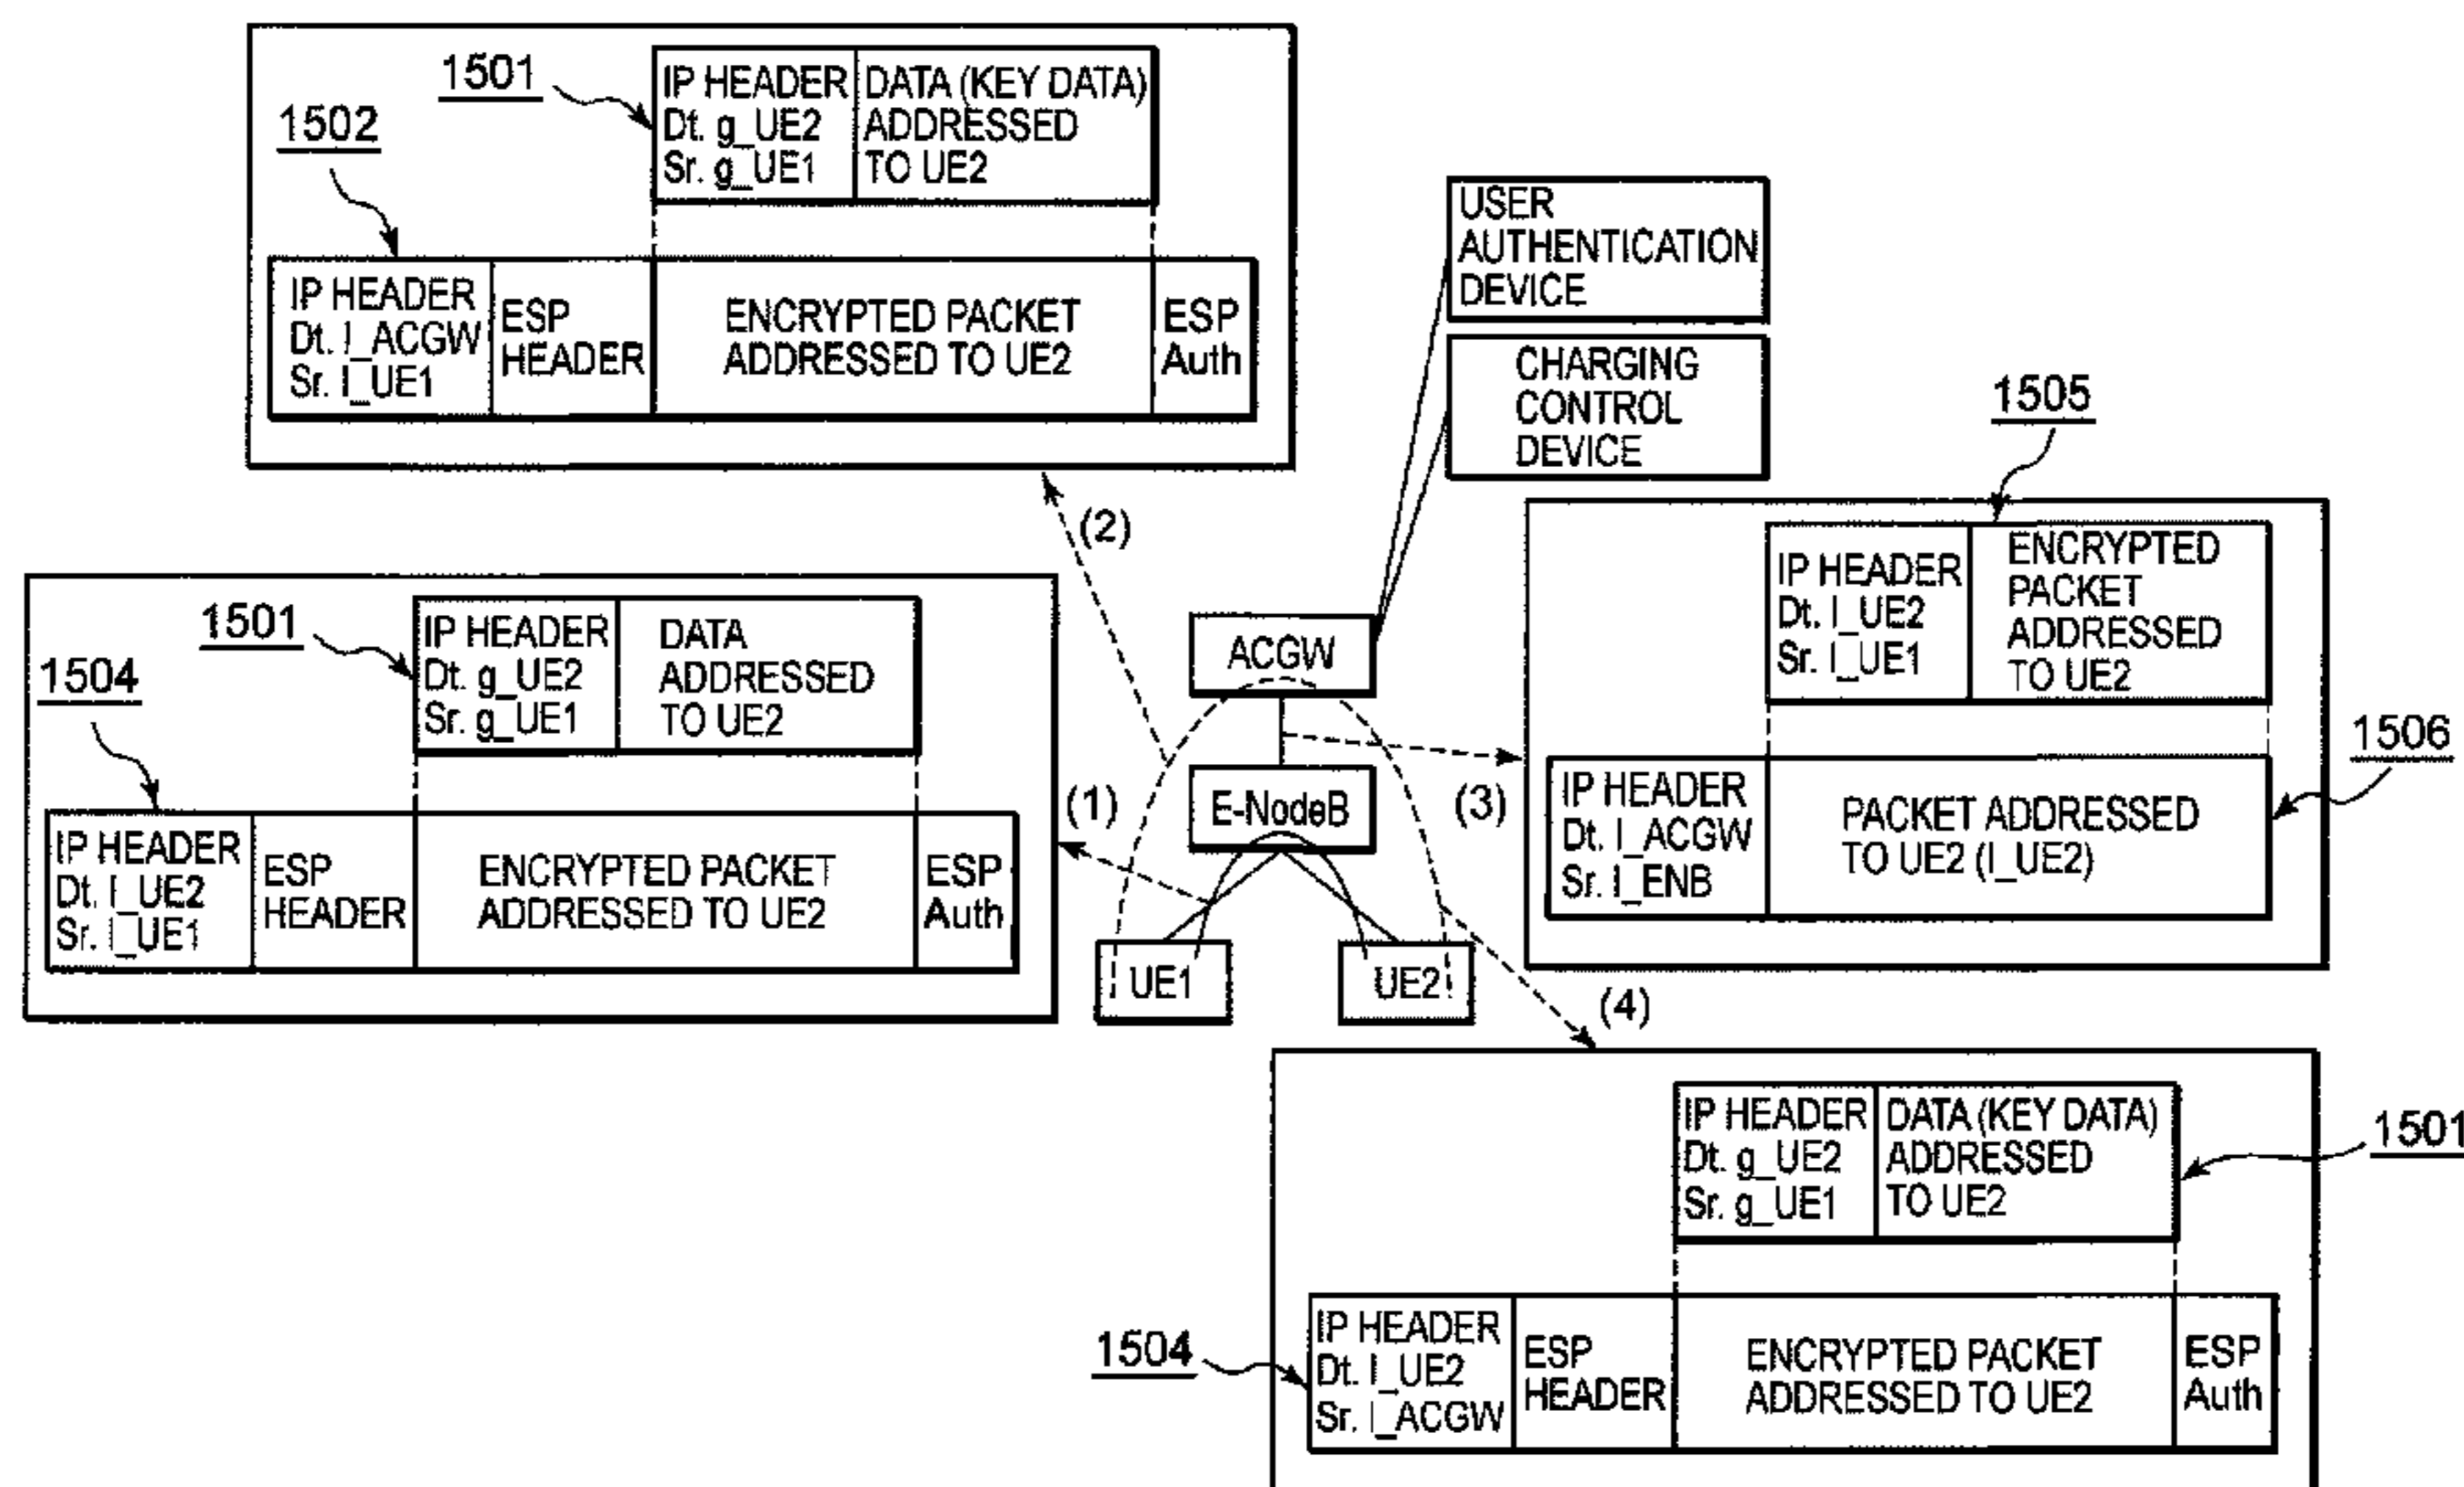 1501
IP HEADER
Dt. g_UE2
Sr. g_UE1
DATA (KEY DATA)
ADDRESSED
TO UE2
1502
IP HEADER
Dt. I_ACGW
Sr. I_UE1
ESP
HEADER
ENCRYPTED PACKET
ADDRESSED TO UE2
ESP
Auth
USER
AUTHENTICATION
DEVICE
CHARGING
CONTROL
DEVICE
(2)
1501
IP HEADER
Dt. g_UE2
Sr. g_UE1
DATA
ADDRESSED
TO UE2
1504
IP HEADER
Dt. I_UE2
Sr. I_UE1
ESP
HEADER
ENCRYPTED PACKET
ADDRESSED TO UE2
ESP
Auth
(1)
ACGW
E-NodeB
UE1
UE2
(3)
(4)
1505
IP HEADER
Dt. I_UE2
Sr. I_UE1
ENCRYPTED
PACKET
ADDRESSED
TO UE2
1506
IP HEADER
Dt. I_ACGW
Sr. I_ENB
PACKET ADDRESSED
TO UE2 (I_UE2)
IP HEADER
Dt. g_UE2
Sr. g_UE1
DATA (KEY DATA)
ADDRESSED
TO UE2
1501
1504
IP HEADER
Dt. I_UE2
Sr. I_ACGW
ESP
HEADER
ENCRYPTED PACKET
ADDRESSED TO UE2
ESP
Auth